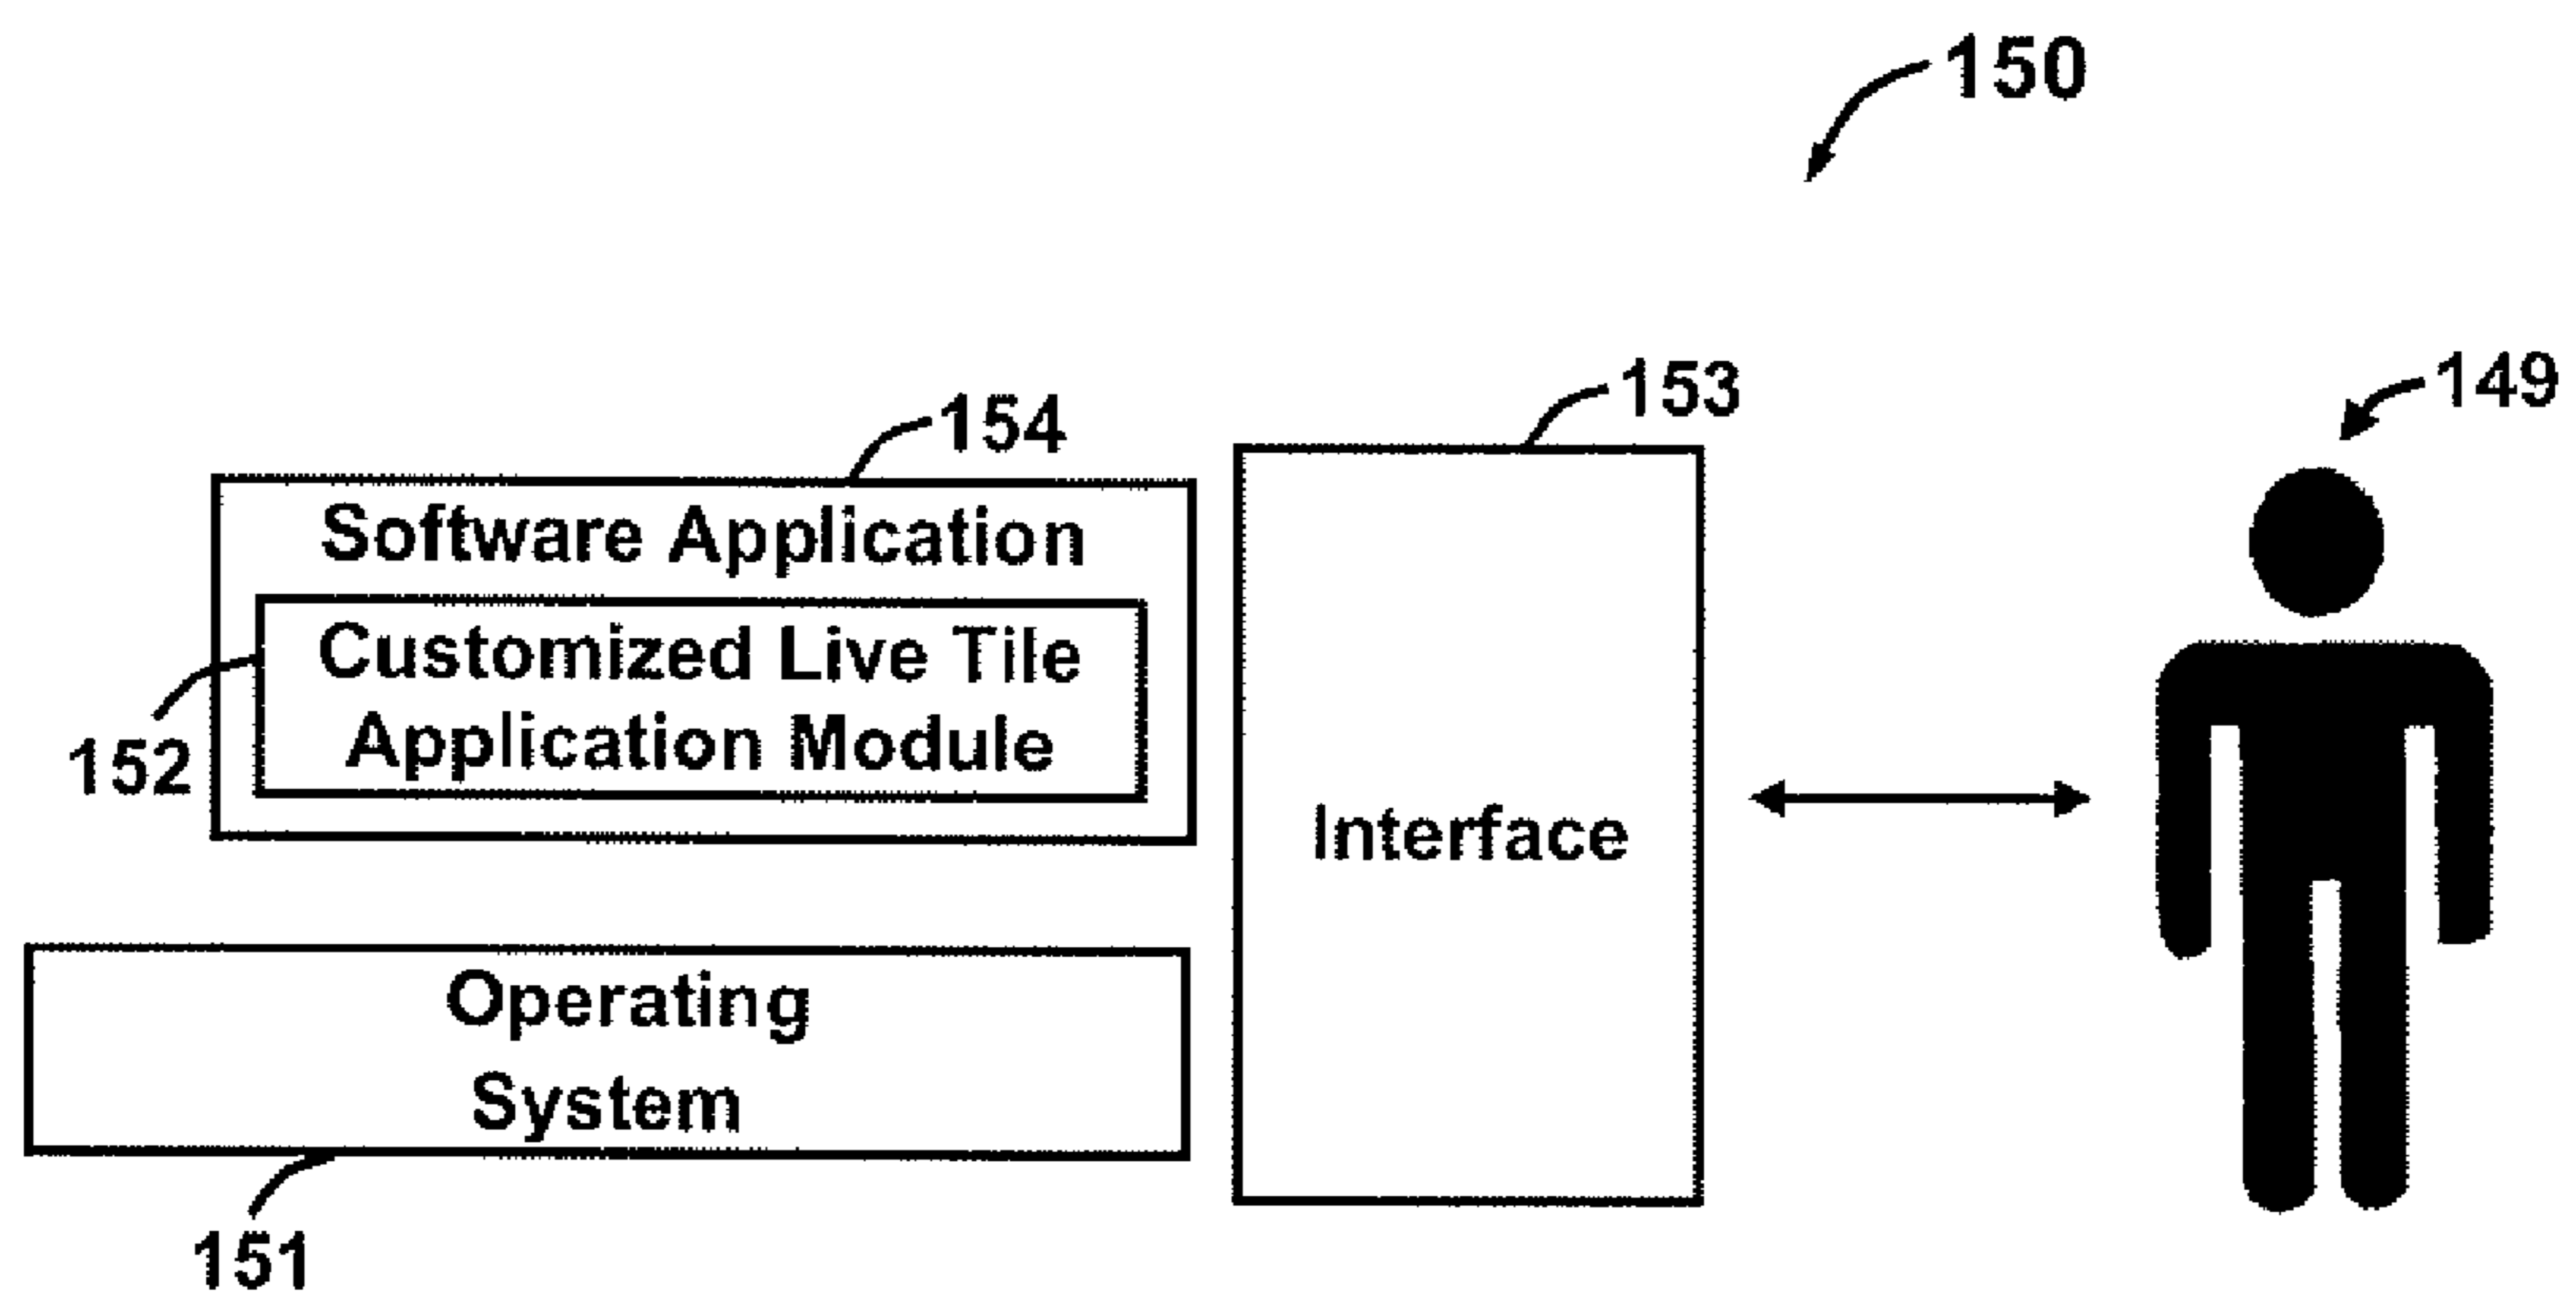 150
153
149
154
Software Application
Customized Live Tile
Application Module
152
Interface
Operating
System
151